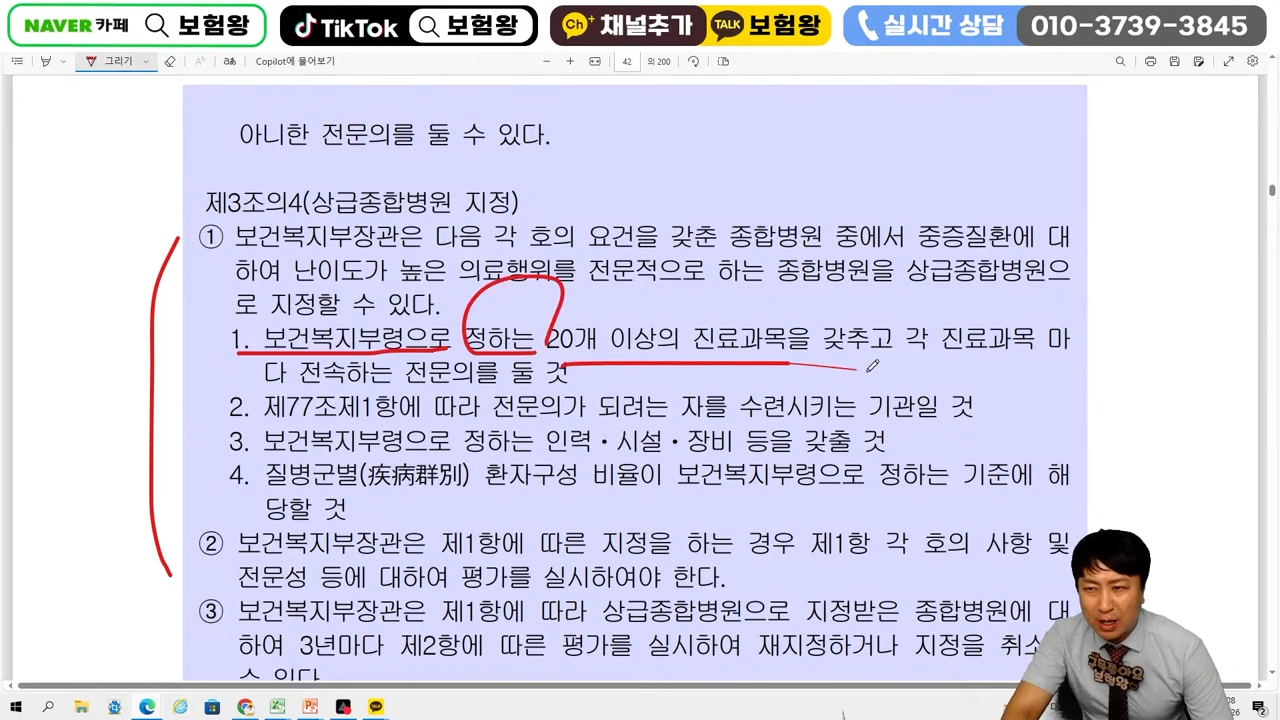 NAVER 카페 보험왕
TikTok 보험왕
Ch+ 채널추가 TALK 보험왕
실시간 상담 010-3739-3845
그리기 가あ Copilot에 물어보기 42 의 200
아니한 전문의를 둘 수 있다.
제3조의4(상급종합병원 지정)
① 보건복지부장관은 다음 각 호의 요건을 갖춘 종합병원 중에서 중증질환에 대
하여 난이도가 높은 의료행위를 전문적으로 하는 종합병원을 상급종합병원으
로 지정할 수 있다.
1. 보건복지부령으로 정하는 20개 이상의 진료과목을 갖추고 각 진료과목 마
다 전속하는 전문의를 둘 것
2. 제77조제1항에 따라 전문의가 되려는 자를 수련시키는 기관일 것
3. 보건복지부령으로 정하는 인력·시설·장비 등을 갖출 것
4. 질병군별(疾病群別) 환자구성 비율이 보건복지부령으로 정하는 기준에 해
당할 것
② 보건복지부장관은 제1항에 따른 지정을 하는 경우 제1항 각 호의 사항 및
전문성 등에 대하여 평가를 실시하여야 한다.
③ 보건복지부장관은 제1항에 따라 상급종합병원으로 지정받은 종합병원에 대
하여 3년마다 제2항에 따른 평가를 실시하여 재지정하거나 지정을 취소
수 있다.
보험왕